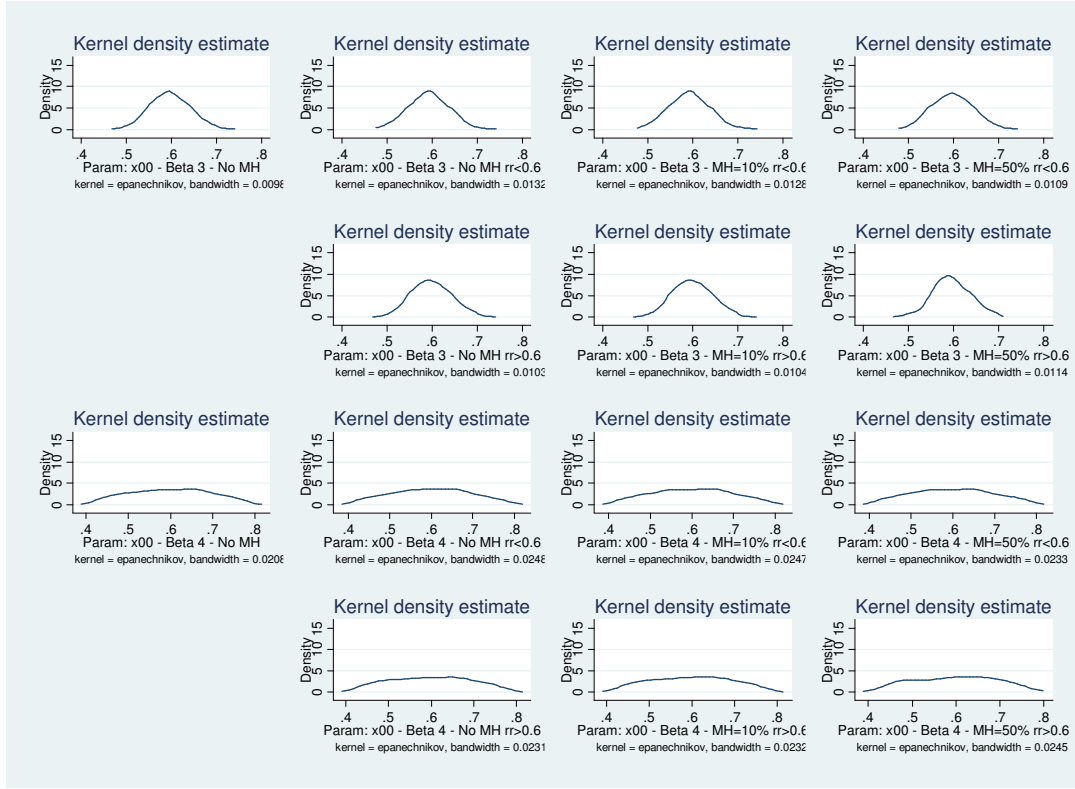 Kernel density estimate
Density
0 5 10 15
.4 .5 .6 .7 .8
Param: x00 - Beta 3 - No MH
kernel = epanechnikov, bandwidth = 0.0098
Kernel density estimate
Density
0 5 10 15
.4 .5 .6 .7 .8
Param: x00 - Beta 3 - No MH rr<0.6
kernel = epanechnikov, bandwidth = 0.0132
Kernel density estimate
Density
0 5 10 15
.4 .5 .6 .7 .8
Param: x00 - Beta 3 - MH=10% rr<0.6
kernel = epanechnikov, bandwidth = 0.0128
Kernel density estimate
Density
0 5 10 15
.4 .5 .6 .7 .8
Param: x00 - Beta 3 - MH=50% rr<0.6
kernel = epanechnikov, bandwidth = 0.0109
Kernel density estimate
Density
0 5 10 15
.4 .5 .6 .7 .8
Param: x00 - Beta 3 - No MH rr>0.6
kernel = epanechnikov, bandwidth = 0.0103
Kernel density estimate
Density
0 5 10 15
.4 .5 .6 .7 .8
Param: x00 - Beta 3 - MH=10% rr>0.6
kernel = epanechnikov, bandwidth = 0.0104
Kernel density estimate
Density
0 5 10 15
.4 .5 .6 .7 .8
Param: x00 - Beta 3 - MH=50% rr>0.6
kernel = epanechnikov, bandwidth = 0.0114
Kernel density estimate
Density
0 5 10 15
.4 .5 .6 .7 .8
Param: x00 - Beta 4 - No MH
kernel = epanechnikov, bandwidth = 0.0208
Kernel density estimate
Density
0 5 10 15
.4 .5 .6 .7 .8
Param: x00 - Beta 4 - No MH rr<0.6
kernel = epanechnikov, bandwidth = 0.0248
Kernel density estimate
Density
0 5 10 15
.4 .5 .6 .7 .8
Param: x00 - Beta 4 - MH=10% rr<0.6
kernel = epanechnikov, bandwidth = 0.0247
Kernel density estimate
Density
0 5 10 15
.4 .5 .6 .7 .8
Param: x00 - Beta 4 - MH=50% rr<0.6
kernel = epanechnikov, bandwidth = 0.0233
Kernel density estimate
Density
0 5 10 15
.4 .5 .6 .7 .8
Param: x00 - Beta 4 - No MH rr>0.6
kernel = epanechnikov, bandwidth = 0.0231
Kernel density estimate
Density
0 5 10 15
.4 .5 .6 .7 .8
Param: x00 - Beta 4 - MH=10% rr>0.6
kernel = epanechnikov, bandwidth = 0.0232
Kernel density estimate
Density
0 5 10 15
.4 .5 .6 .7 .8
Param: x00 - Beta 4 - MH=50% rr>0.6
kernel = epanechnikov, bandwidth = 0.0245